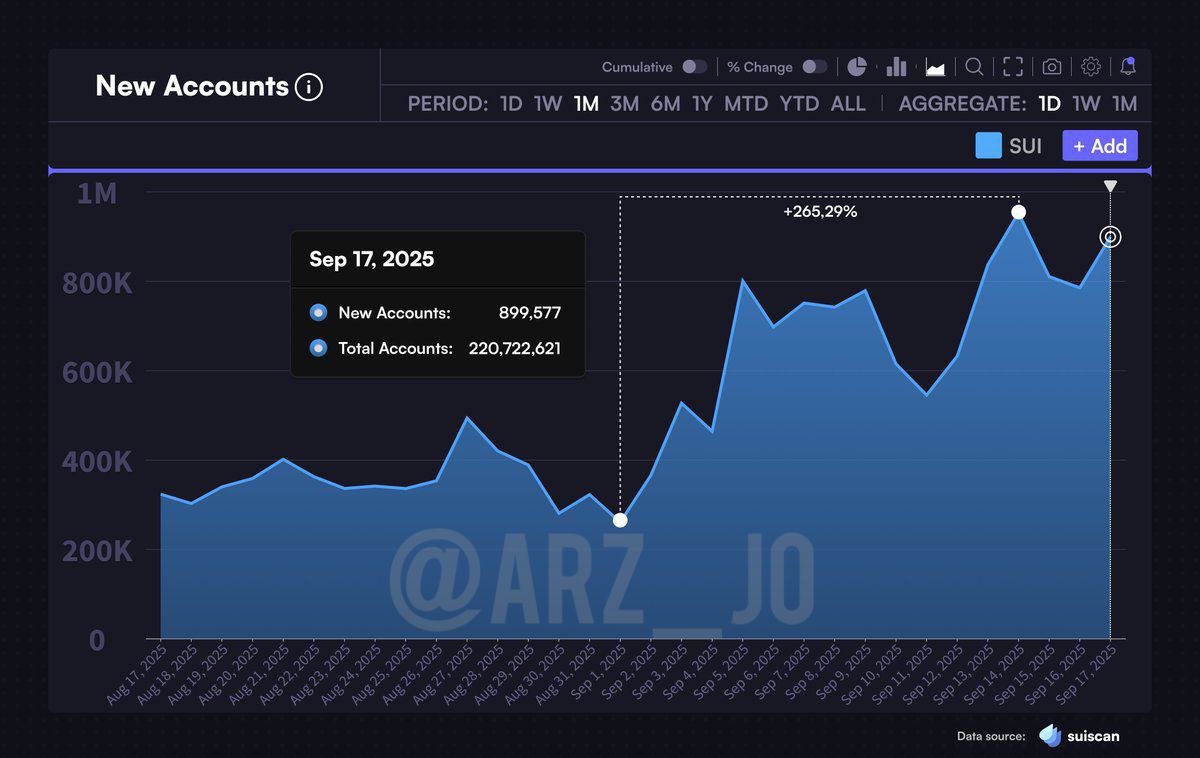 New Accounts
Cumulative
% Change
PERIOD: 1D 1W 1M 3M 6M 1Y MTD YTD ALL
AGGREGATE: 1D 1W 1M
SUI
+ Add
1M
800K
600K
400K
200K
0
+265,29%
Sep 17, 2025
New Accounts: 899,577
Total Accounts: 220,722,621
@ARZ_JO
Aug 17, 2025
Aug 18, 2025
Aug 19, 2025
Aug 20, 2025
Aug 21, 2025
Aug 22, 2025
Aug 23, 2025
Aug 24, 2025
Aug 25, 2025
Aug 26, 2025
Aug 27, 2025
Aug 28, 2025
Aug 29, 2025
Aug 30, 2025
Aug 31, 2025
Sep 1, 2025
Sep 2, 2025
Sep 3, 2025
Sep 4, 2025
Sep 5, 2025
Sep 6, 2025
Sep 7, 2025
Sep 8, 2025
Sep 9, 2025
Sep 10, 2025
Sep 11, 2025
Sep 12, 2025
Sep 13, 2025
Sep 14, 2025
Sep 15, 2025
Sep 16, 2025
Sep 17, 2025
Data source: suiscan